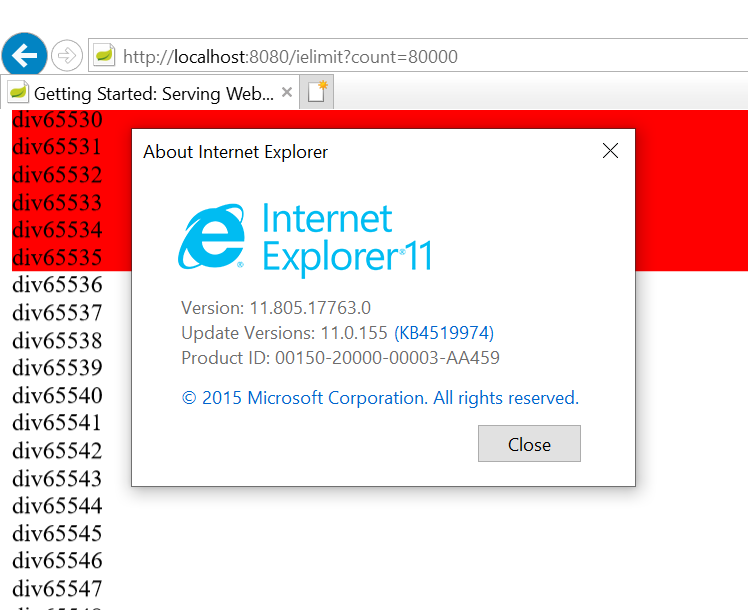 http://localhost:8080/ielimit?count=80000
Getting Started: Serving Web...
div65530
div65531
div65532
div65533
div65534
div65535
div65536
div65537
div65538
div65539
div65540
div65541
div65542
div65543
div65544
div65545
div65546
div65547
About Internet Explorer
Internet
Explorer®11
Version: 11.805.17763.0
Update Versions: 11.0.155 (KB4519974)
Product ID: 00150-20000-00003-AA459
© 2015 Microsoft Corporation. All rights reserved.
Close